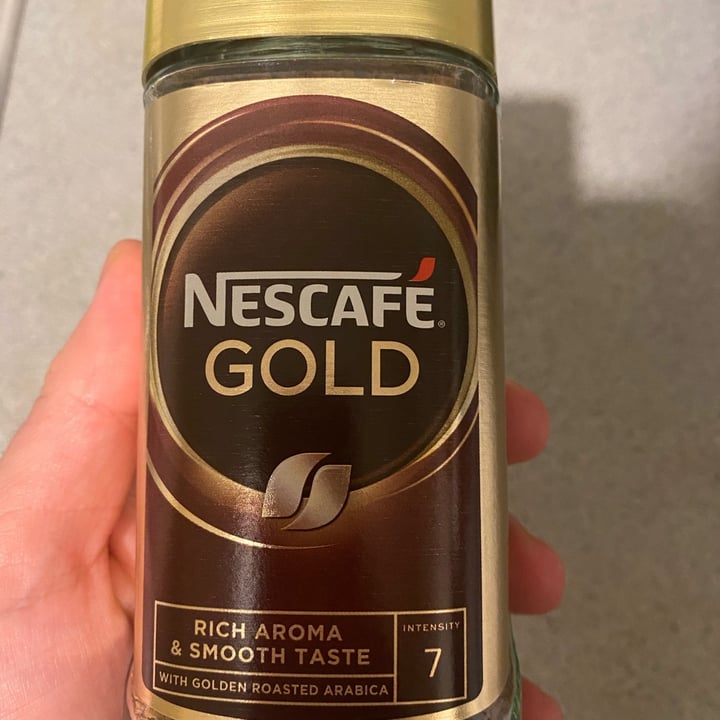 NESCAFÉ®
GOLD
RICH AROMA
& SMOOTH TASTE
WITH GOLDEN ROASTED ARABICA
INTENSITY
7